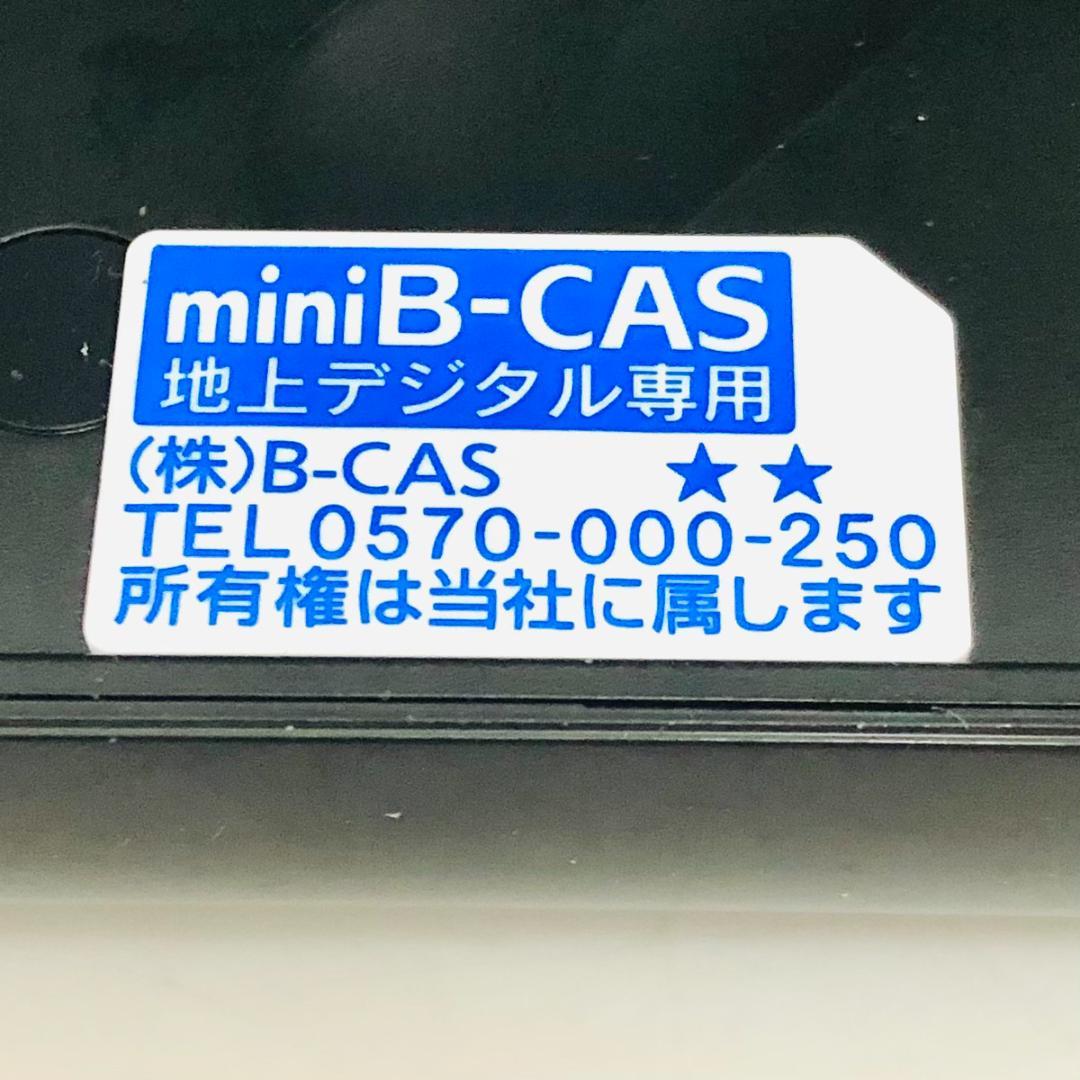 miniB-CAS
地上デジタル専用
(株)B-CAS ★★
TEL 0570-000-250
所有権は当社に属します